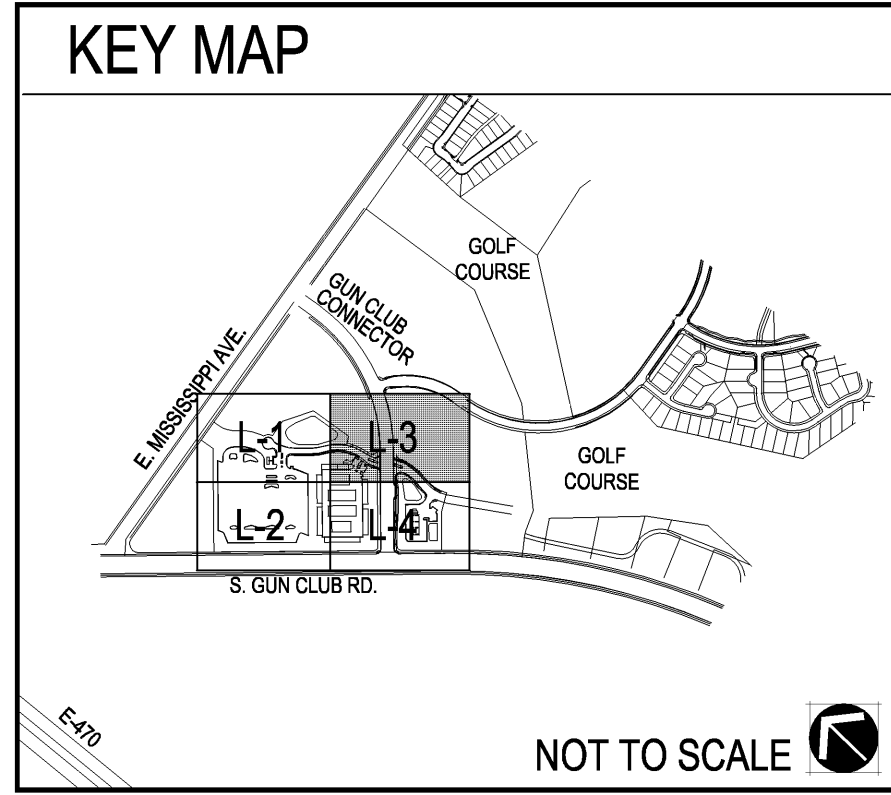 KEY MAP
GOLF
COURSE
GUN CLUB
CONNECTOR
E. MISSISSIPPI AVE.
L-1
L-3
GOLF
COURSE
L-2
L-4
S. GUN CLUB RD.
E-470
NOT TO SCALE